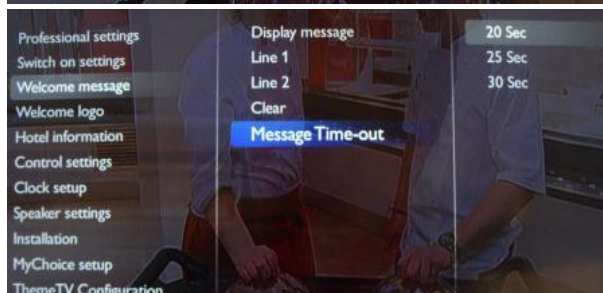 Professional settings
Switch on settings
Welcome message
Welcome logo
Hotel information
Control settings
Clock setup
Speaker settings
Installation
MyChoice setup
ThemeTV Configuration
Display message
Line 1
Line 2
Clear
Message Time-out
20 Sec
25 Sec
30 Sec